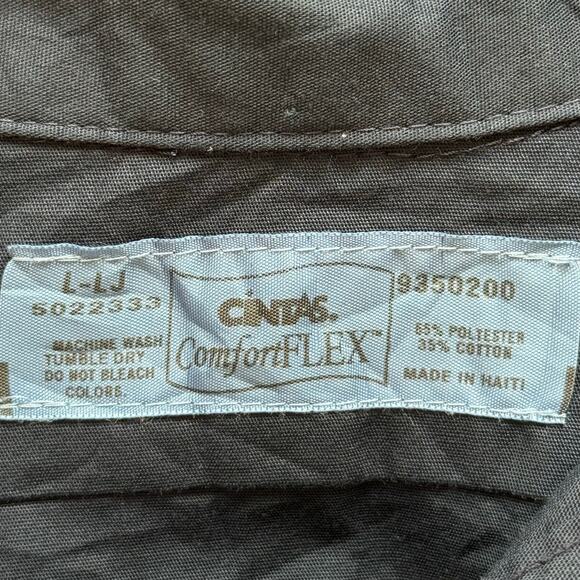 L-LJ
5022333
MACHINE WASH
TUMBLE DRY
DO NOT BLEACH
COLORS.
CINTAS.
ComfortFLEX™
9350200
65% POLYESTER
35% COTTON
MADE IN HAITI